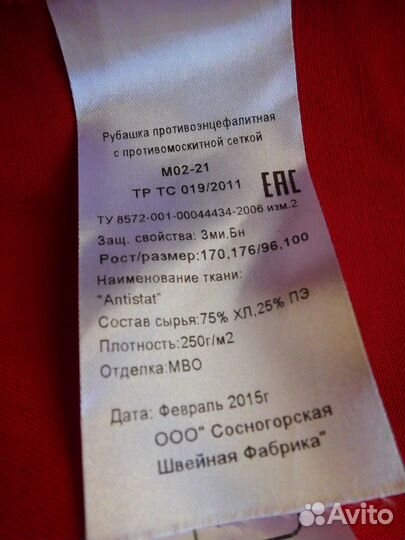 Рубашка противоэнцефалитная
с противомоскитной сеткой
М02-21
ТР ТС 019/2011 ЕАС
ТУ 8572-001-00044434-2006 изм.2
Защ. свойства: Зми.Бн
Рост/размер:170,176/96,100
Наименование ткани:
"Antistat"
Состав сырья:75% ХЛ,25% ПЭ
Плотность:250г/м2
Отделка:МВО
Дата: Февраль 2015г
ООО" Сосногорская
Швейная Фабрика"
Avito